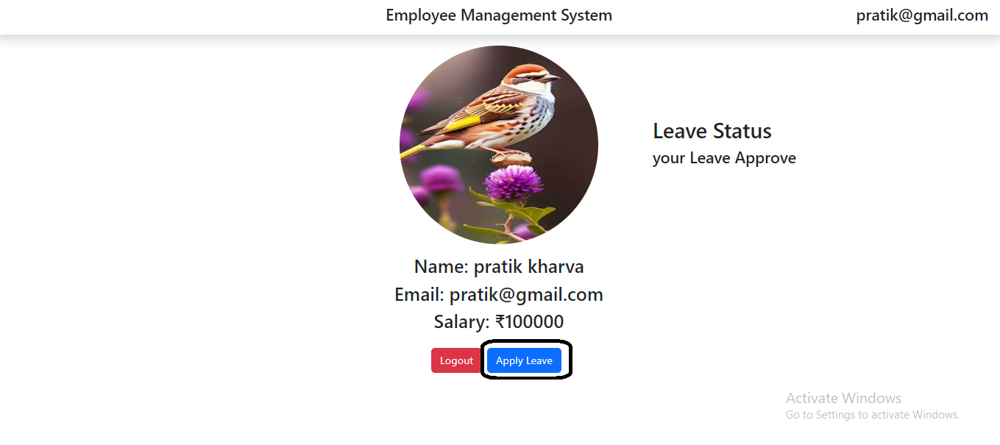 Employee Management System
pratik@gmail.com
Leave Status
your Leave Approve
Name: pratik kharva
Email: pratik@gmail.com
Salary: ₹100000
Logout
Apply Leave
Activate Windows
Go to Settings to activate Windows.